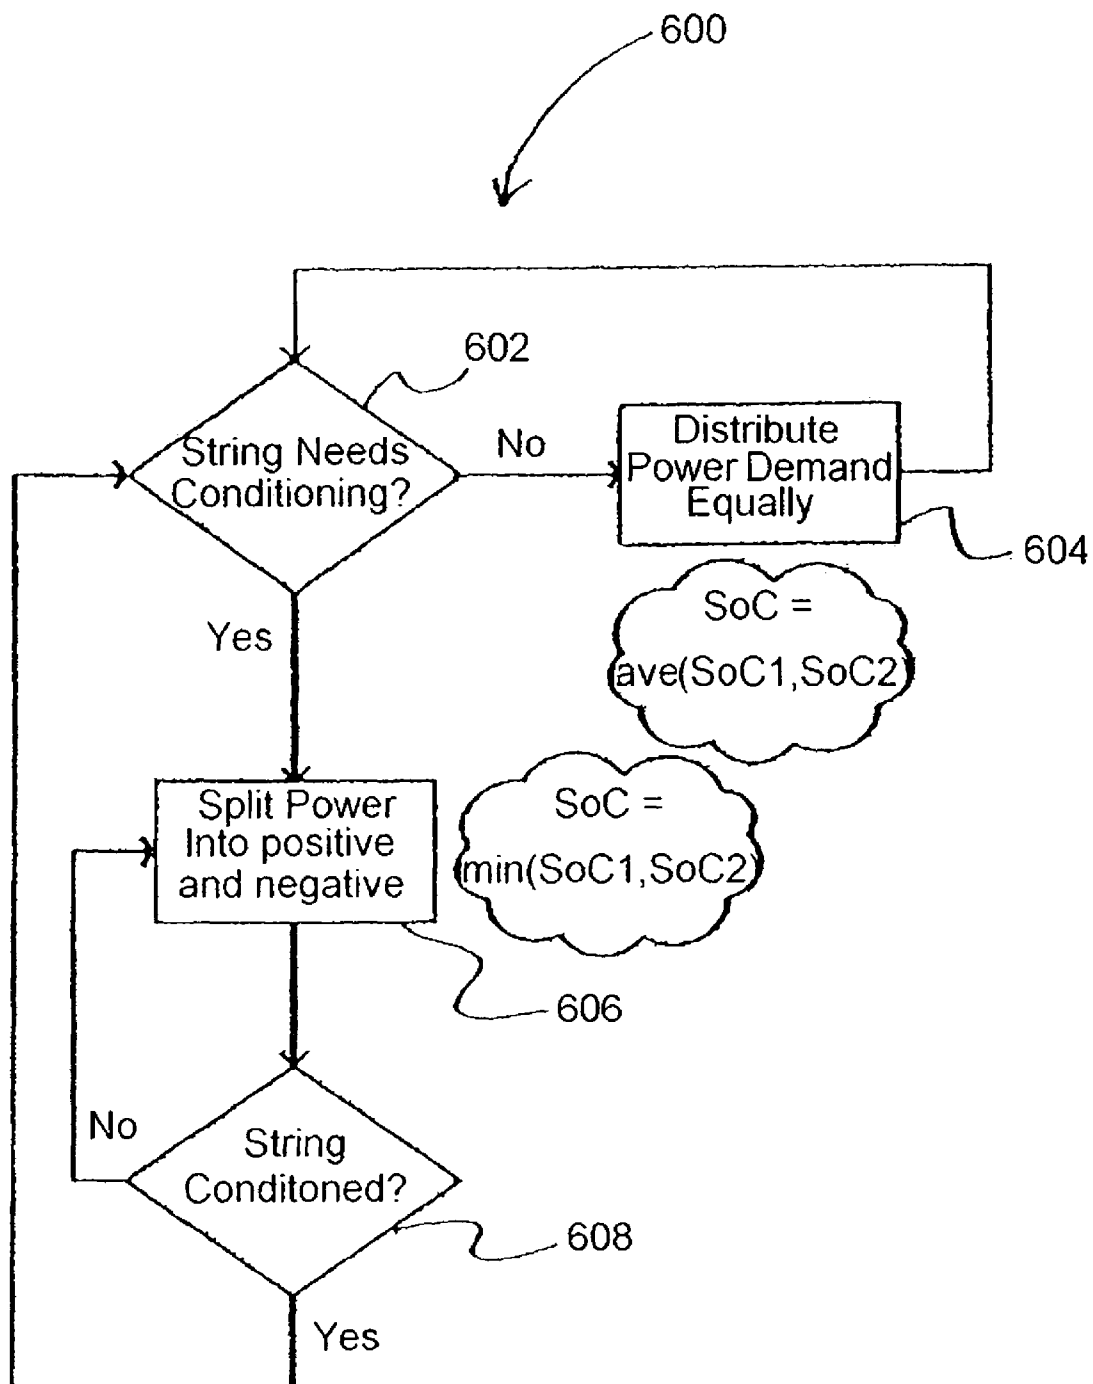 600
602
String Needs
Conditioning?
No
Distribute
Power Demand
Equally
604
SoC =
ave(SoC1,SoC2)
Yes
Split Power
Into positive
and negative
SoC =
min(SoC1,SoC2)
606
No
String
Conditoned?
608
Yes